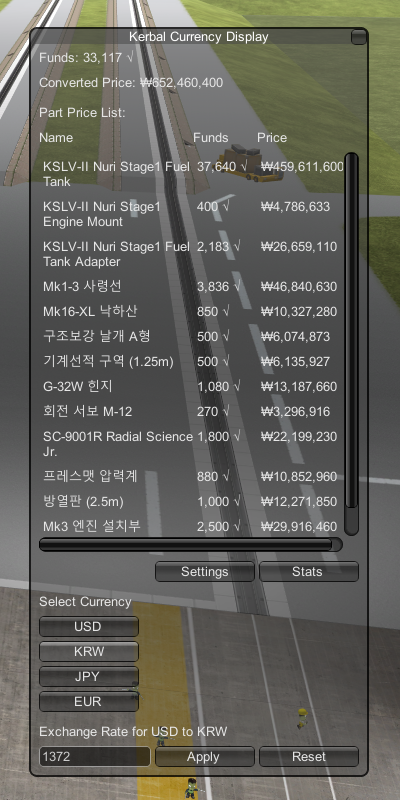 Kerbal Currency Display
Funds: 33,117 √
Converted Price: ₩652,460,400
Part Price List:
Name Funds Price
KSLV-II Nuri Stage1 Fuel 37,640 √ ₩459,611,600
Tank
KSLV-II Nuri Stage1 400 √ ₩4,786,633
Engine Mount
KSLV-II Nuri Stage1 Fuel 2,183 √ ₩26,659,110
Tank Adapter
Mk1-3 사령선 3,836 √ ₩46,840,630
Mk16-XL 낙하산 850 √ ₩10,327,280
구조보강 날개 A형 500 √ ₩6,074,873
기계선적 구역 (1.25m) 500 √ ₩6,135,927
G-32W 힌지 1,080 √ ₩13,187,660
회전 서보 M-12 270 √ ₩3,296,916
SC-9001R Radial Science 1,800 √ ₩22,199,230
Jr.
프레스맷 압력계 880 √ ₩10,852,960
방열판 (2.5m) 1,000 √ ₩12,271,850
Mk3 엔진 설치부 2,500 √ ₩29,916,460
Settings Stats
Select Currency
USD
KRW
JPY
EUR
Exchange Rate for USD to KRW
1372 Apply Reset